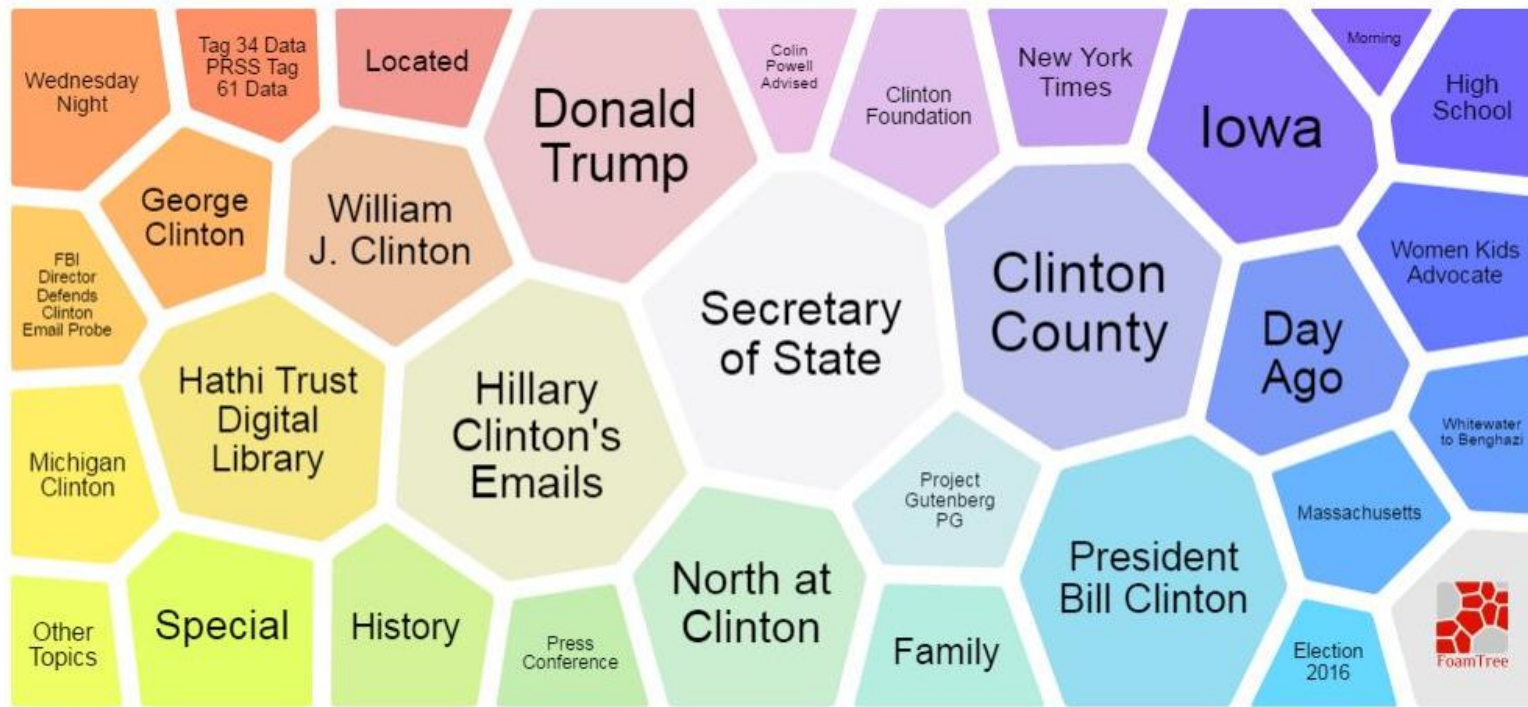 Wednesday
Night
Tag 34 Data
PRSS Tag
61 Data
Located
Donald
Trump
Colin
Powell
Advised
Clinton
Foundation
New York
Times
Iowa
Morning
High
School
George
Clinton
William
J. Clinton
Secretary
of State
Clinton
County
Women Kids
Advocate
FBI
Director
Defends
Clinton
Email Probe
Hathi Trust
Digital
Library
Hillary
Clinton's
Emails
Day
Ago
Whitewater
to Benghazi
Michigan
Clinton
Project
Gutenberg
PG
Massachusetts
Other
Topics
Special
History
Press
Conference
North at
Clinton
Family
President
Bill Clinton
Election
2016
FoamTree